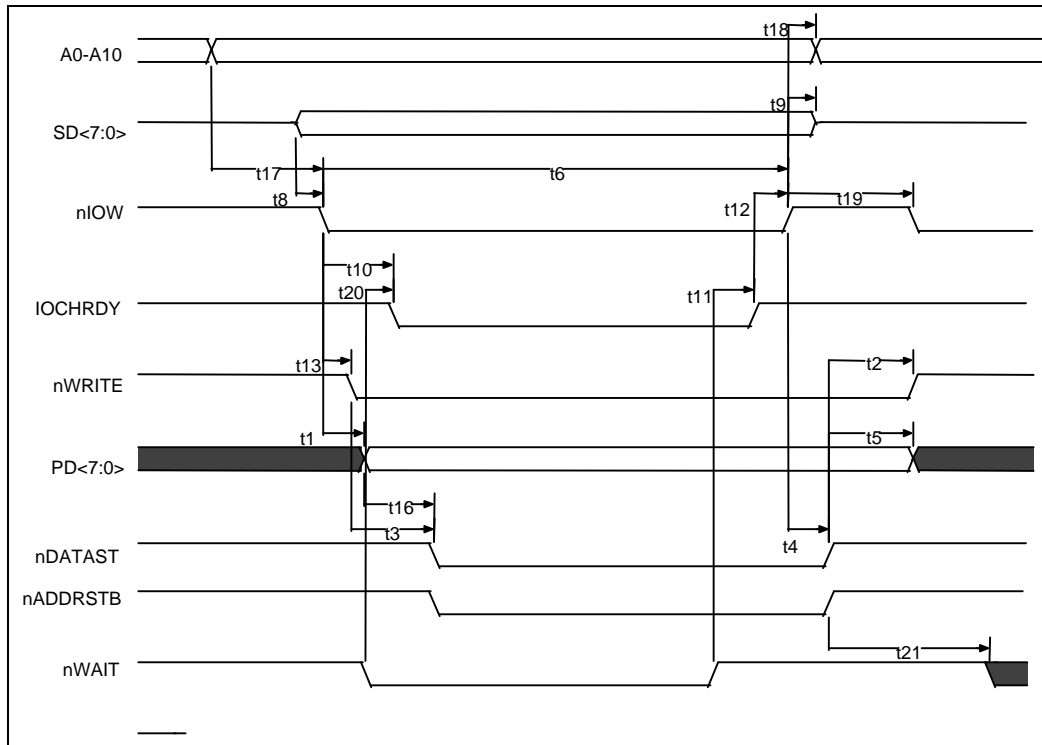 t18
A0-A10
t9
SD<7:0>
t17
t6
t8
t12
t19
nIOW
t10
t20
t11
IOCHRDY
t13
t2
nWRITE
t1
t5
PD<7:0>
t16
t3
t4
nDATAST
nADDRSTB
t21
nWAIT